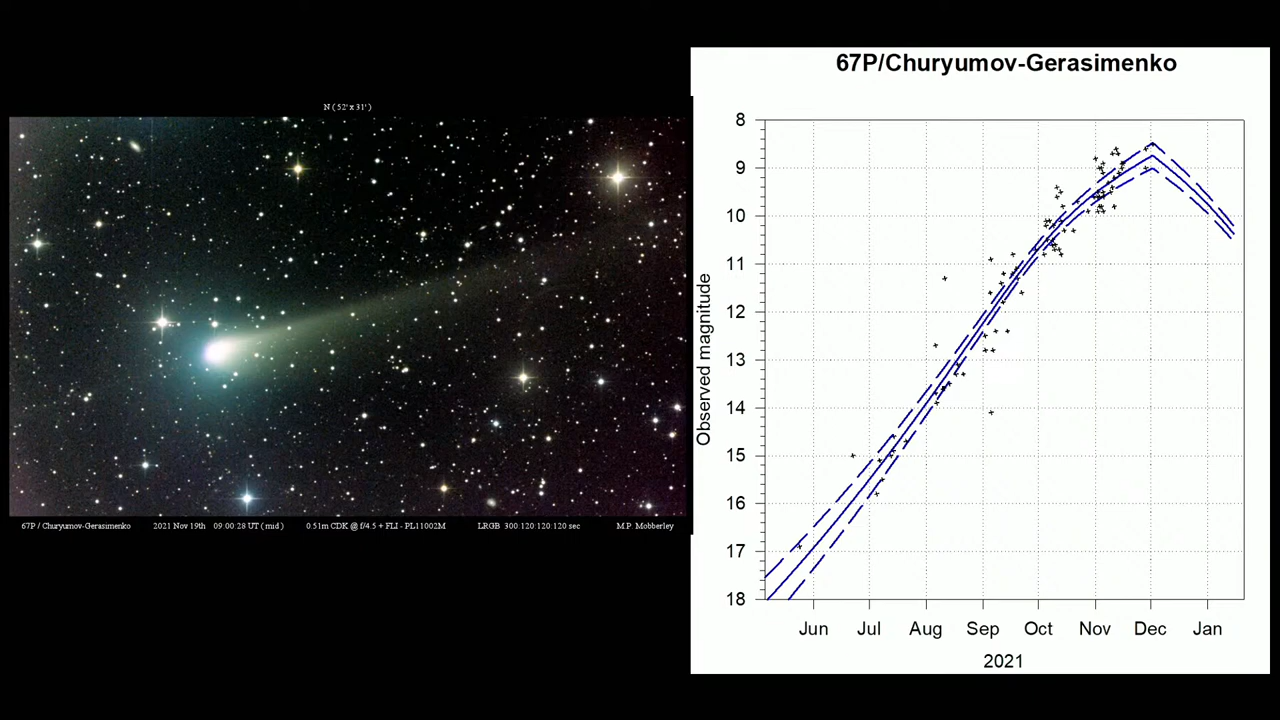 N ( 52' x 31' )
67P / Churyumov-Gerasimenko 2021 Nov 19th 09:00:28 UT ( mid ) 0.51m CDK @ f/4.5 + FLI - PL11002M LRGB 300:120:120:120 sec M.P. Mobberley
67P/Churyumov-Gerasimenko
8
9
10
11
12
13
14
15
16
17
18
Observed magnitude
Jun Jul Aug Sep Oct Nov Dec Jan
2021